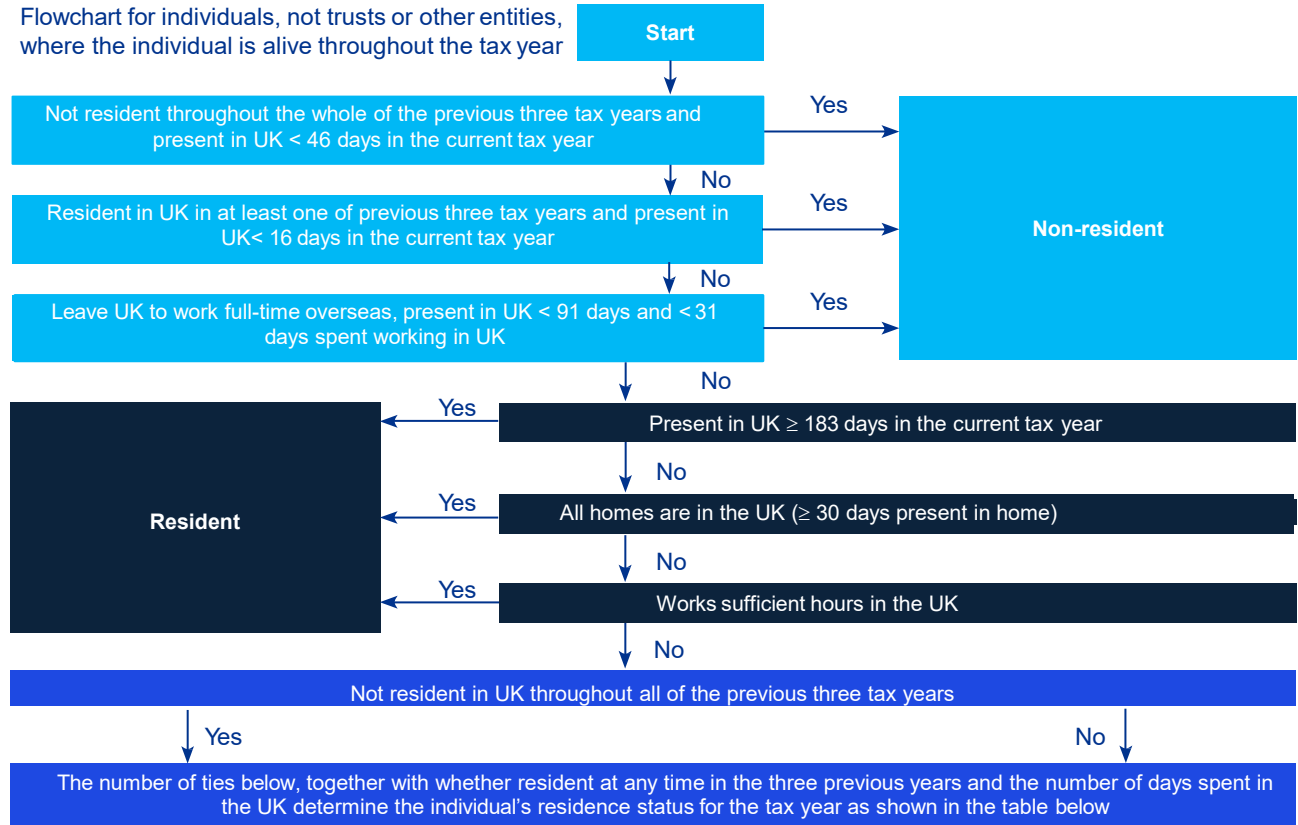 Flowchart for individuals, not trusts or other entities,
where the individual is alive throughout the tax year
Start
Not resident throughout the whole of the previous three tax years and
present in UK < 46 days in the current tax year
Yes
No
Resident in UK in at least one of previous three tax years and present in
UK< 16 days in the current tax year
Yes
Non-resident
No
Leave UK to work full-time overseas, present in UK < 91 days and < 31
days spent working in UK
Yes
No
Present in UK ≥ 183 days in the current tax year
Yes
No
All homes are in the UK (≥ 30 days present in home)
Yes
Resident
No
Works sufficient hours in the UK
Yes
No
Not resident in UK throughout all of the previous three tax years
Yes
No
The number of ties below, together with whether resident at any time in the three previous years and the number of days spent in
the UK determine the individual's residence status for the tax year as shown in the table below